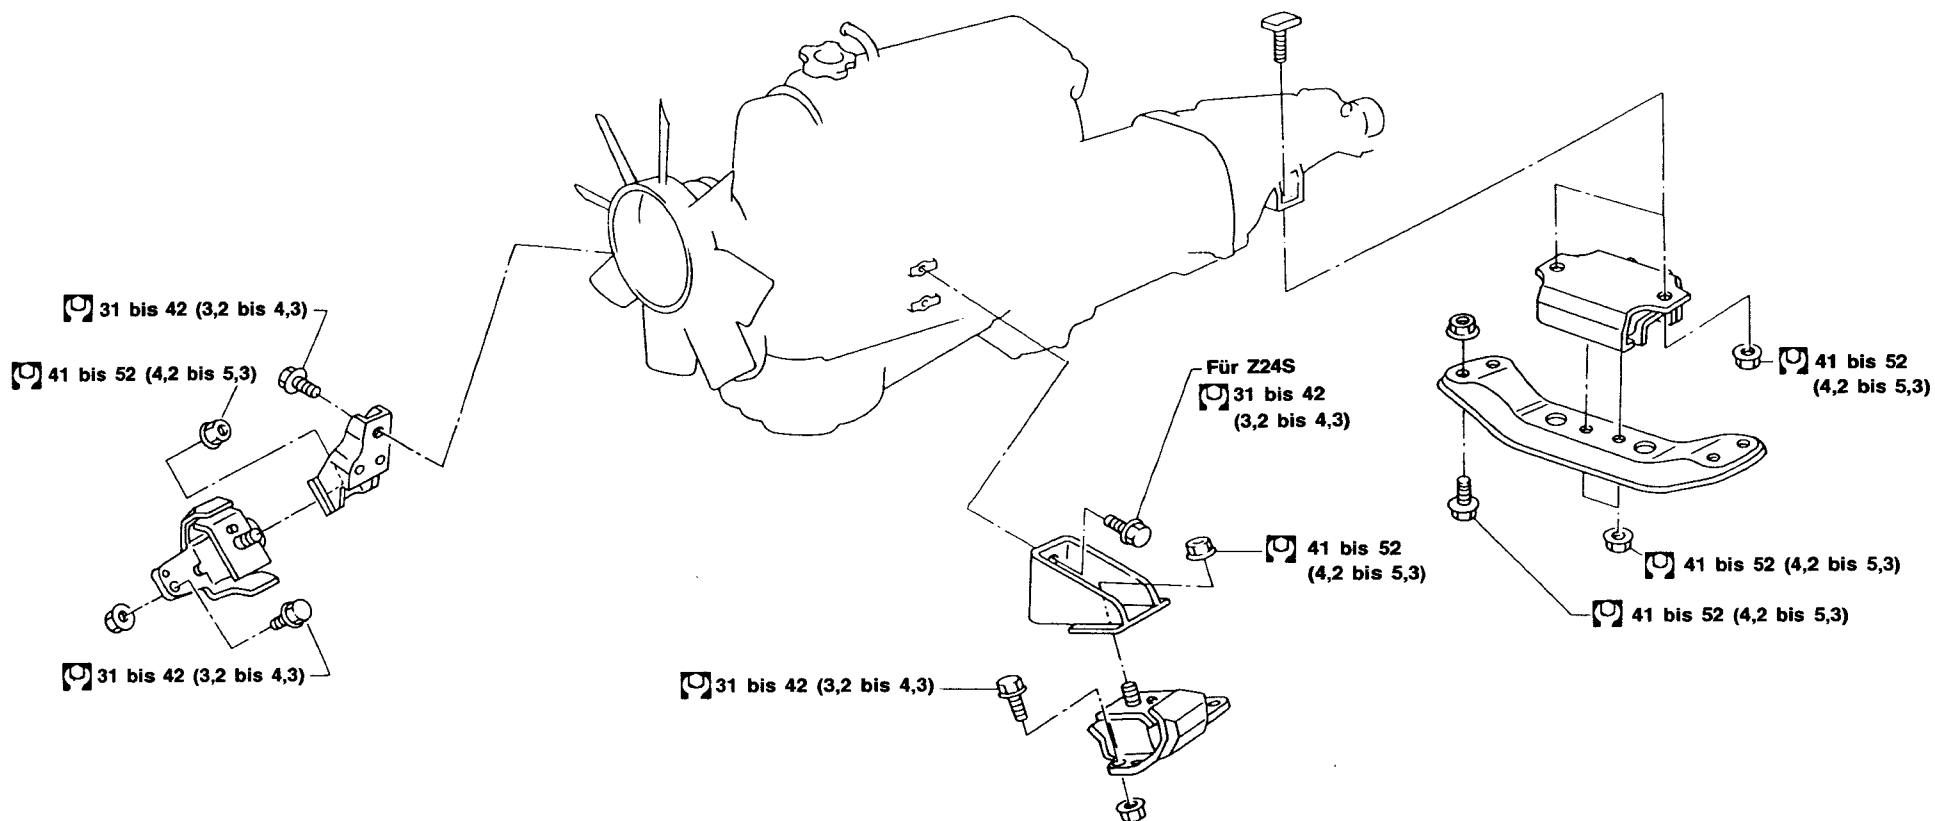 31 bis 42 (3,2 bis 4,3)
41 bis 52 (4,2 bis 5,3)
31 bis 42 (3,2 bis 4,3)
Für Z24S
31 bis 42
(3,2 bis 4,3)
41 bis 52
(4,2 bis 5,3)
31 bis 42 (3,2 bis 4,3)
41 bis 52
(4,2 bis 5,3)
41 bis 52 (4,2 bis 5,3)
41 bis 52 (4,2 bis 5,3)